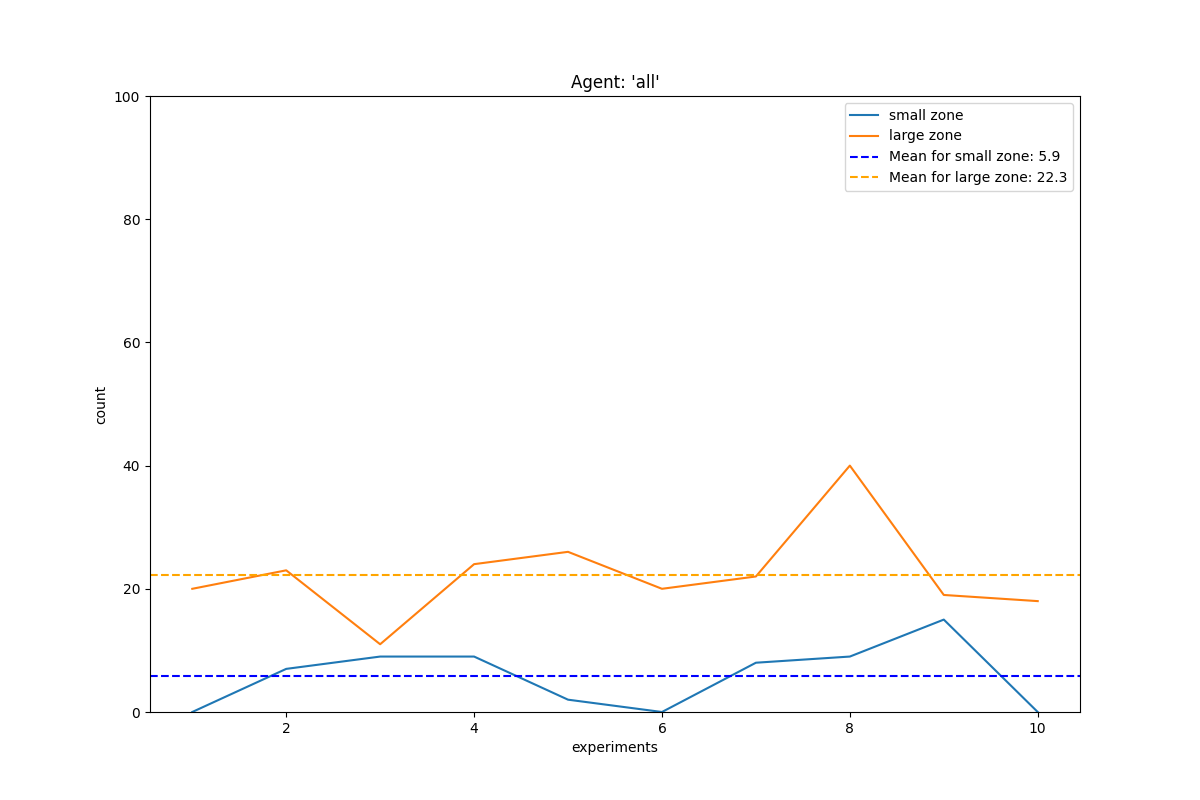 Agent: 'all'
small zone
large zone
Mean for small zone: 5.9
Mean for large zone: 22.3
100
80
60
40
20
0
count
2 4 6 8 10
experiments